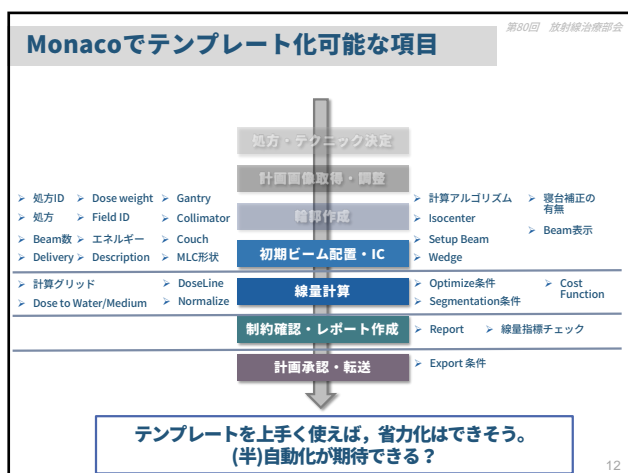 第80回 放射線治療部会
Monacoでテンプレート化可能な項目
処方・テクニック決定
計画画像取得・調整
輪郭作成
初期ビーム配置・IC
➢ 処方ID ➢ Dose weight ➢ Gantry
➢ 処方 ➢ Field ID ➢ Collimator
➢ Beam数 ➢ エネルギー ➢ Couch
➢ Delivery ➢ Description ➢ MLC形状
➢ 計算アルゴリズム ➢ 寝台補正の
有無
➢ Isocenter
➢ Setup Beam ➢ Beam表示
➢ Wedge
➢ 計算グリッド ➢ DoseLine
➢ Dose to Water/Medium ➢ Normalize
線量計算
➢ Optimize条件 ➢ Cost
Function
➢ Segmentation条件
制約確認・レポート作成
➢ Report ➢ 線量指標チェック
計画承認・転送
➢ Export 条件
テンプレートを上手く使えば，省力化はできそう。
(半)自動化が期待できる？
12